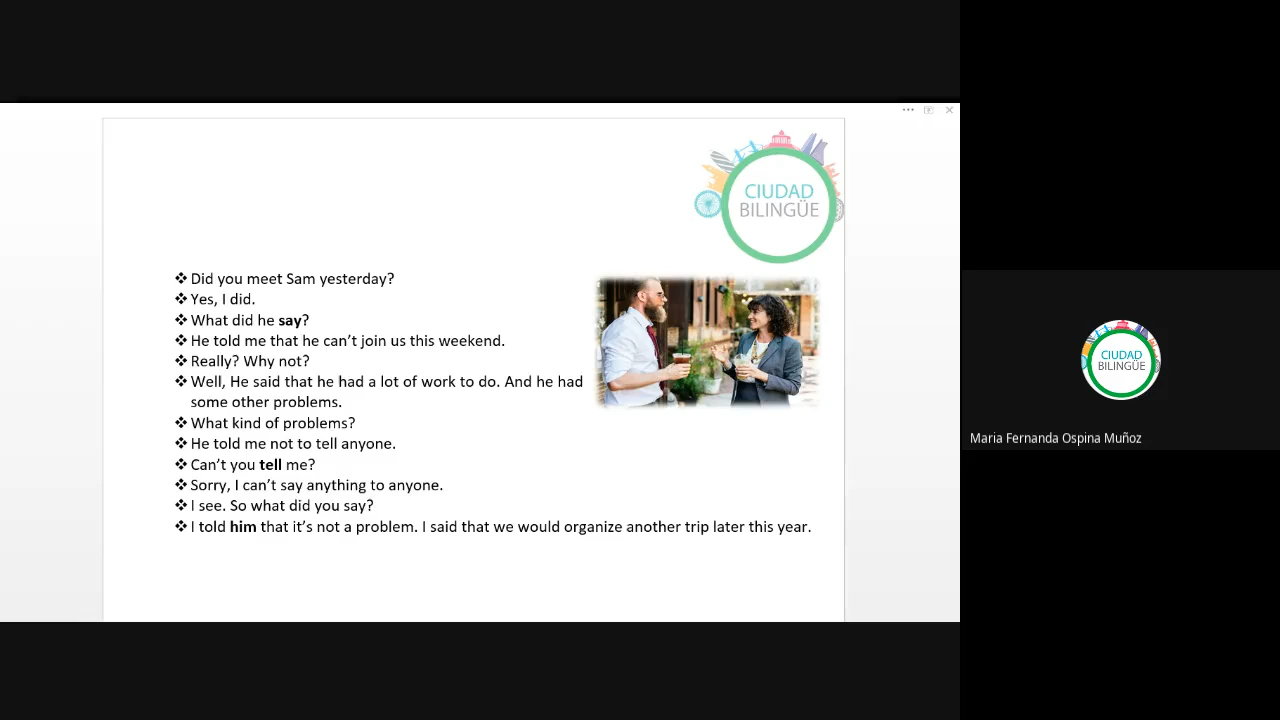 CIUDAD
BILINGÜE
❖ Did you meet Sam yesterday?
❖ Yes, I did.
❖ What did he say?
❖ He told me that he can't join us this weekend.
❖ Really? Why not?
❖ Well, He said that he had a lot of work to do. And he had
some other problems.
❖ What kind of problems?
❖ He told me not to tell anyone.
❖ Can't you tell me?
❖ Sorry, I can't say anything to anyone.
❖ I see. So what did you say?
❖ I told him that it's not a problem. I said that we would organize another trip later this year.
CIUDAD
BILINGÜE
Maria Fernanda Ospina Muñoz